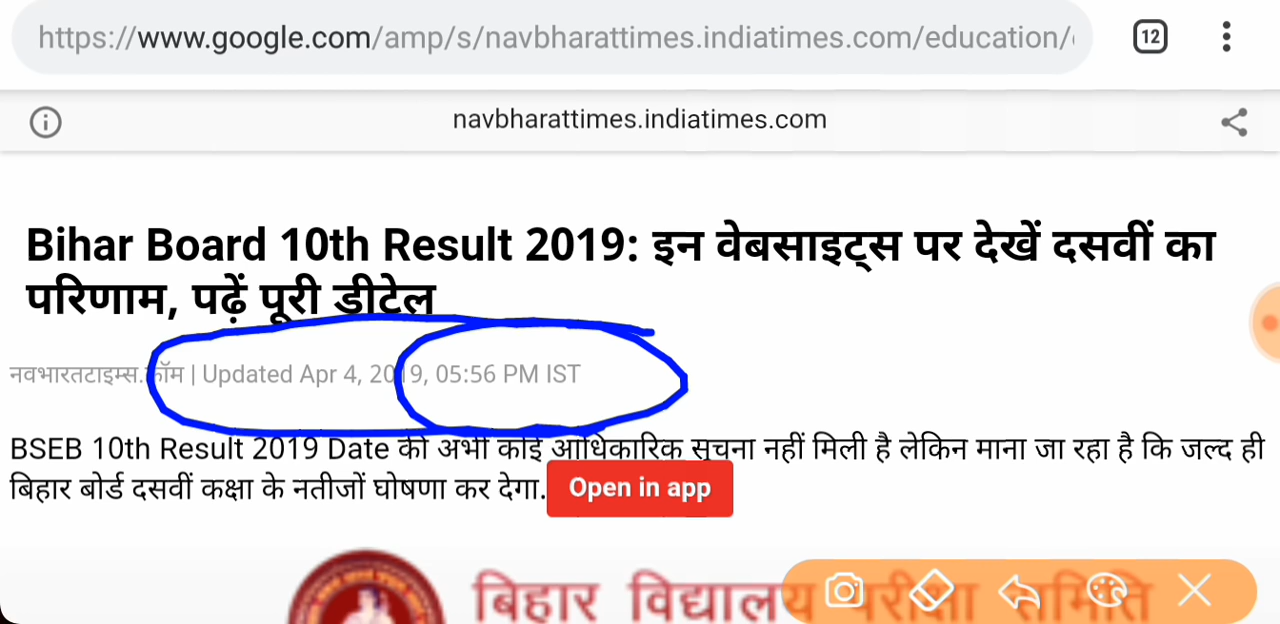 https://www.google.com/amp/s/navbharattimes.indiatimes.com/education/
12
navbharattimes.indiatimes.com
Bihar Board 10th Result 2019: इन वेबसाइट्स पर देखें दसवीं का
परिणाम, पढ़ें पूरी डीटेल
नवभारतटाइम्स.कॉम | Updated Apr 4, 2019, 05:56 PM IST
BSEB 10th Result 2019 Date की अभी कोई आधिकारिक सूचना नहीं मिली है लेकिन माना जा रहा है कि जल्द ही
बिहार बोर्ड दसवीं कक्षा के नतीजों घोषणा कर देगा.
Open in app
बिहार विद्यालय परीक्षा समिति